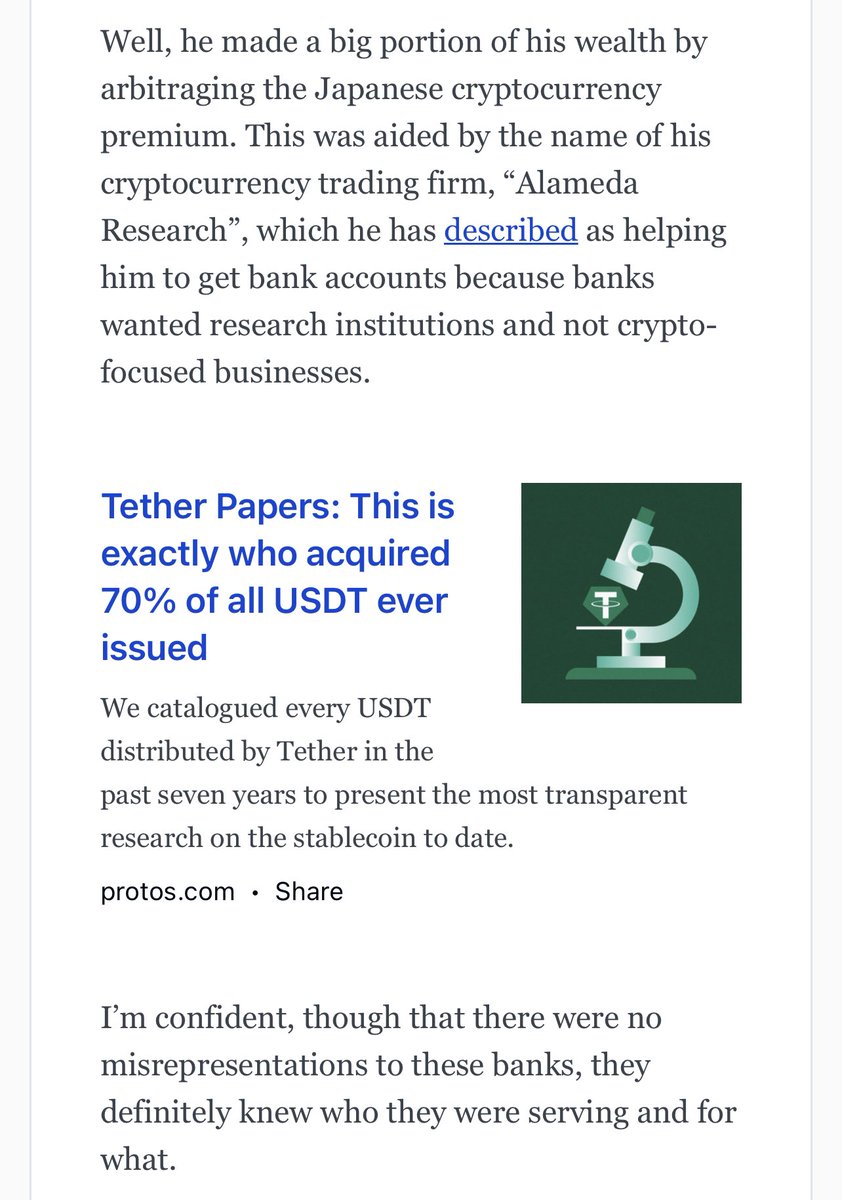 Well, he made a big portion of his wealth by
arbitraging the Japanese cryptocurrency
premium. This was aided by the name of his
cryptocurrency trading firm, “Alameda
Research”, which he has described as helping
him to get bank accounts because banks
wanted research institutions and not crypto-
focused businesses.
Tether Papers: This is
exactly who acquired
70% of all USDT ever
issued
We catalogued every USDT
distributed by Tether in the
past seven years to present the most transparent
research on the stablecoin to date.
protos.com • Share
I’m confident, though that there were no
misrepresentations to these banks, they
definitely knew who they were serving and for
what.